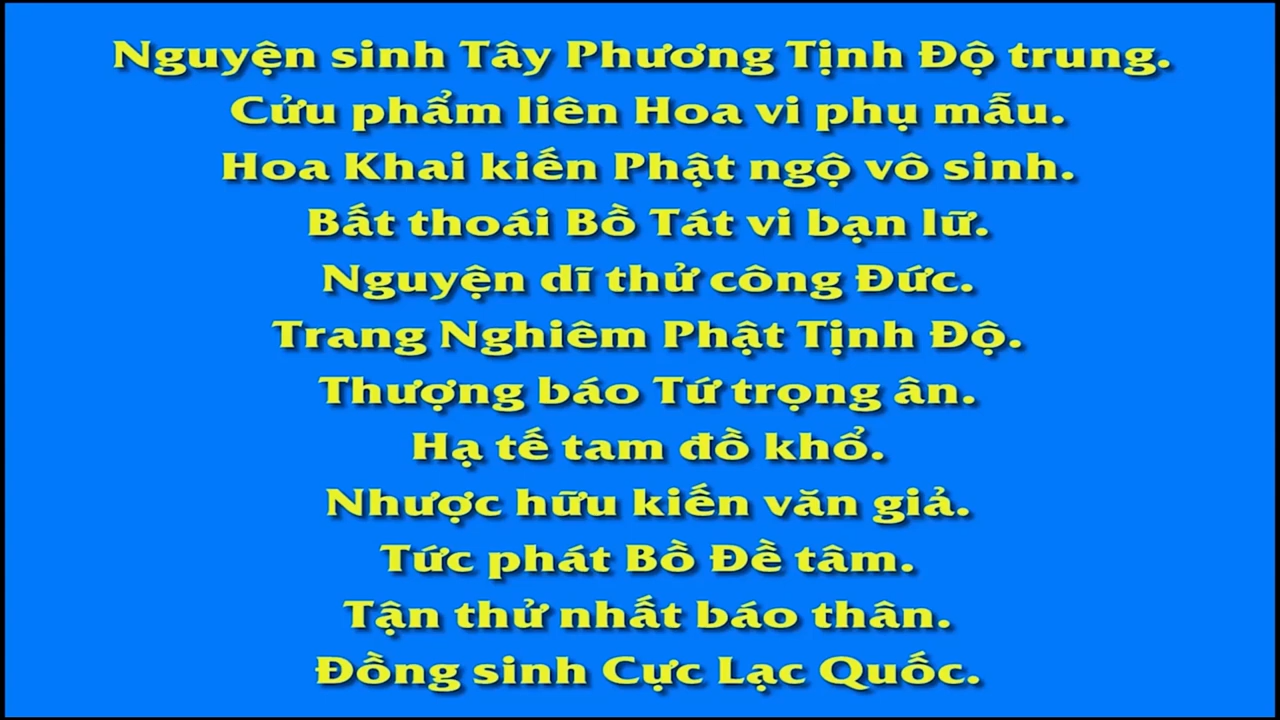 Nguyện sinh Tây Phương Tịnh Độ trung.
Cửu phẩm liên Hoa vi phụ mẫu.
Hoa Khai kiến Phật ngộ vô sinh.
Bất thoái Bồ Tát vi bạn lữ.
Nguyện dĩ thử công Đức.
Trang Nghiêm Phật Tịnh Độ.
Thượng báo Tứ trọng ân.
Hạ tế tam đồ khổ.
Nhược hữu kiến văn giả.
Tức phát Bồ Đề tâm.
Tận thử nhất báo thân.
Đồng sinh Cực Lạc Quốc.